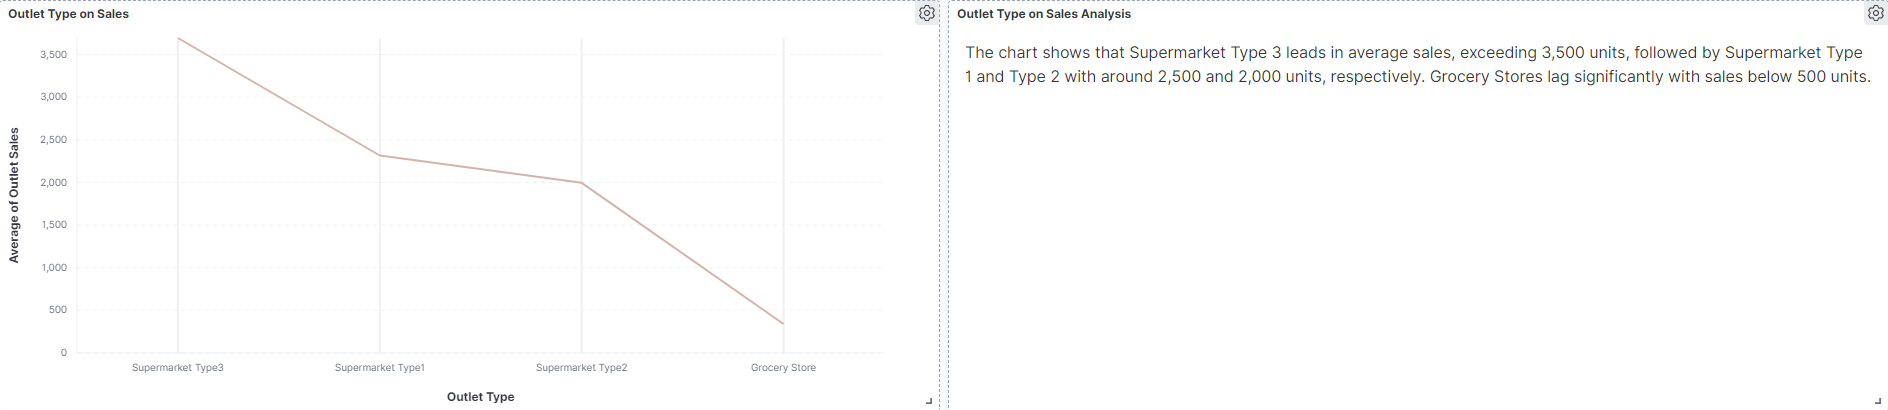 Outlet Type on Sales
Average of Outlet Sales
3,500
3,000
2,500
2,000
1,500
1,000
500
0
Supermarket Type3
Supermarket Type1
Supermarket Type2
Grocery Store
Outlet Type
Outlet Type on Sales Analysis
The chart shows that Supermarket Type 3 leads in average sales, exceeding 3,500 units, followed by Supermarket Type
1 and Type 2 with around 2,500 and 2,000 units, respectively. Grocery Stores lag significantly with sales below 500 units.